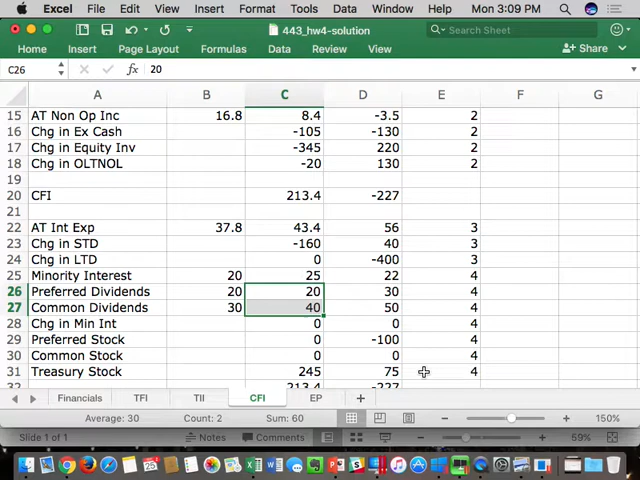 Excel File Edit View Insert Format Tools Data Window Help Mon 3:09 PM
443_hw4-solution
Search Sheet
Home Insert Page Layout Formulas Data Review View Share
C26 fx 20
A B C D E F G
15 AT Non Op Inc 16.8 8.4 -3.5 2
16 Chg in Ex Cash -105 -130 2
17 Chg in Equity Inv -345 220 2
18 Chg in OLTNOL -20 130 2
19
20 CFI 213.4 -227
21
22 AT Int Exp 37.8 43.4 56 3
23 Chg in STD -160 40 3
24 Chg in LTD 0 -400 3
25 Minority Interest 20 25 22 4
26 Preferred Dividends 20 20 30 4
27 Common Dividends 30 40 50 4
28 Chg in Min Int 0 0 4
29 Preferred Stock 0 -100 4
30 Common Stock 0 0 4
31 Treasury Stock 245 75 4
32 213.4 -227
Financials TFI TII CFI EP
Average: 30 Count: 2 Sum: 60 150%
Slide 1 of 1 Notes Comments 59%